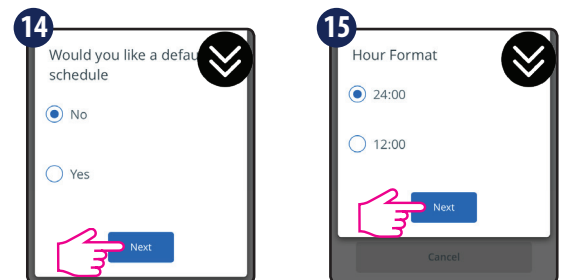 14
Would you like a defau
schedule
No
Yes
Next
15
Hour Format
24:00
12:00
Next
Cancel